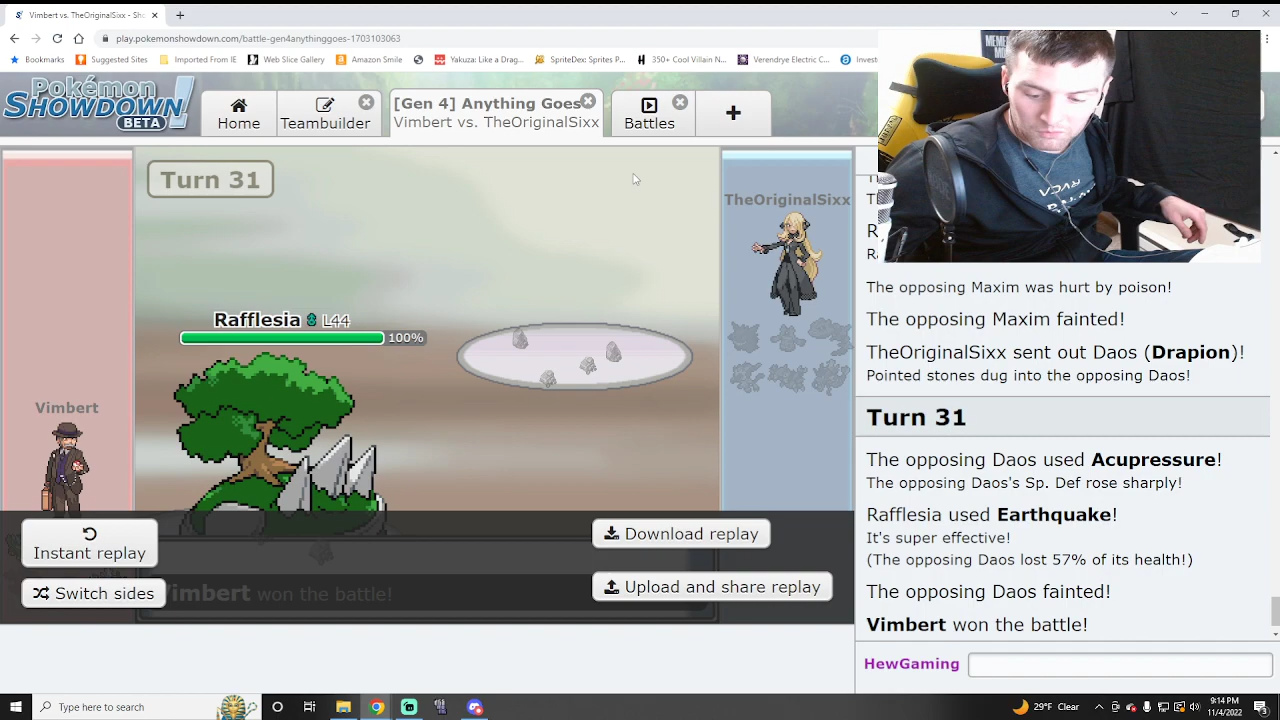 Vimbert vs. TheOriginalSixx - Sho
play.pokemonshowdown.com/battle-gen4anythinggoes-1703103063
Bookmarks
Suggested Sites
Imported From IE
Web Slice Gallery
Amazon Smile
Yakuza: Like a Drag...
SpriteDex: Sprites P...
350+ Cool Villain N...
Verendrye Electric C...
Invest
Pokémon
SHOWDOWN!
BETA
Home
Teambuilder
[Gen 4] Anything Goes
Vimbert vs. TheOriginalSixx
Battles
Turn 31
TheOriginalSixx
Rafflesia L44
100%
Vimbert
The opposing Maxim was hurt by poison!
The opposing Maxim fainted!
TheOriginalSixx sent out Daos (Drapion)!
Pointed stones dug into the opposing Daos!
Turn 31
The opposing Daos used Acupressure!
The opposing Daos's Sp. Def rose sharply!
Rafflesia used Earthquake!
It's super effective!
(The opposing Daos lost 57% of its health!)
The opposing Daos fainted!
Vimbert won the battle!
Instant replay
Switch sides
Download replay
Upload and share replay
Vimbert won the battle!
HewGaming
Type here to search
29°F Clear
9:14 PM
11/4/2022
3